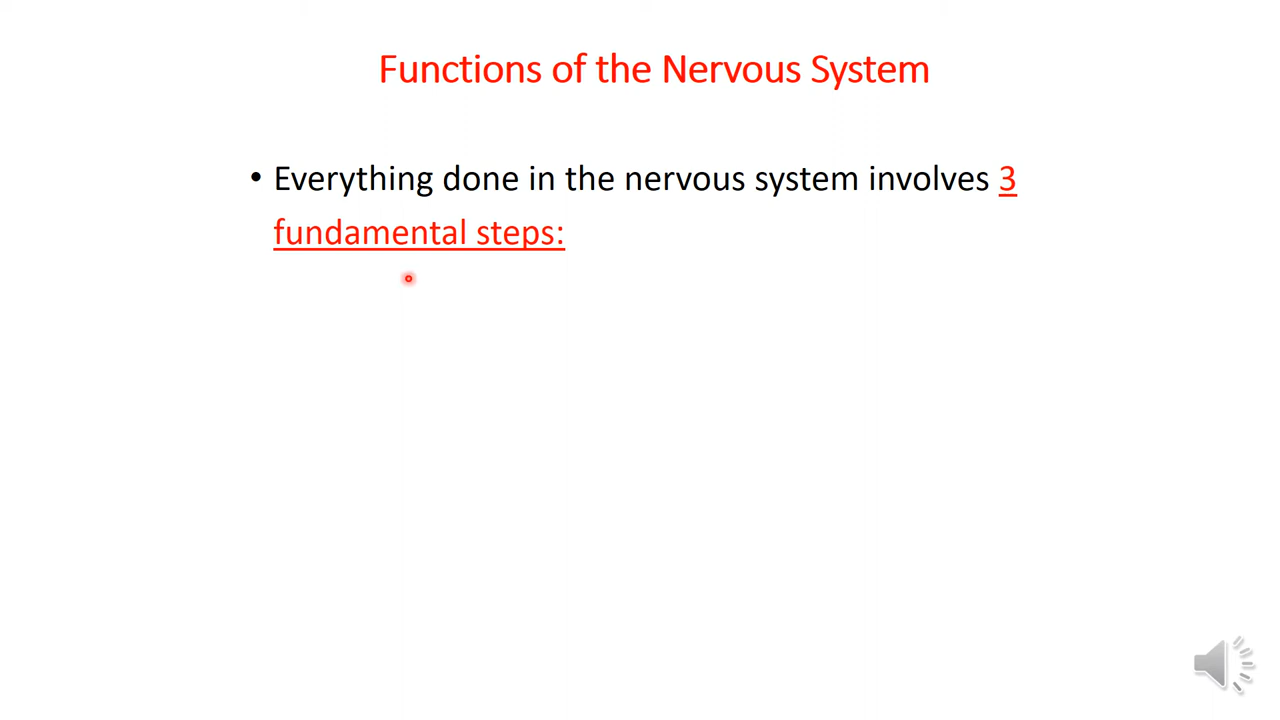 Functions of the Nervous System
• Everything done in the nervous system involves 3
fundamental steps: